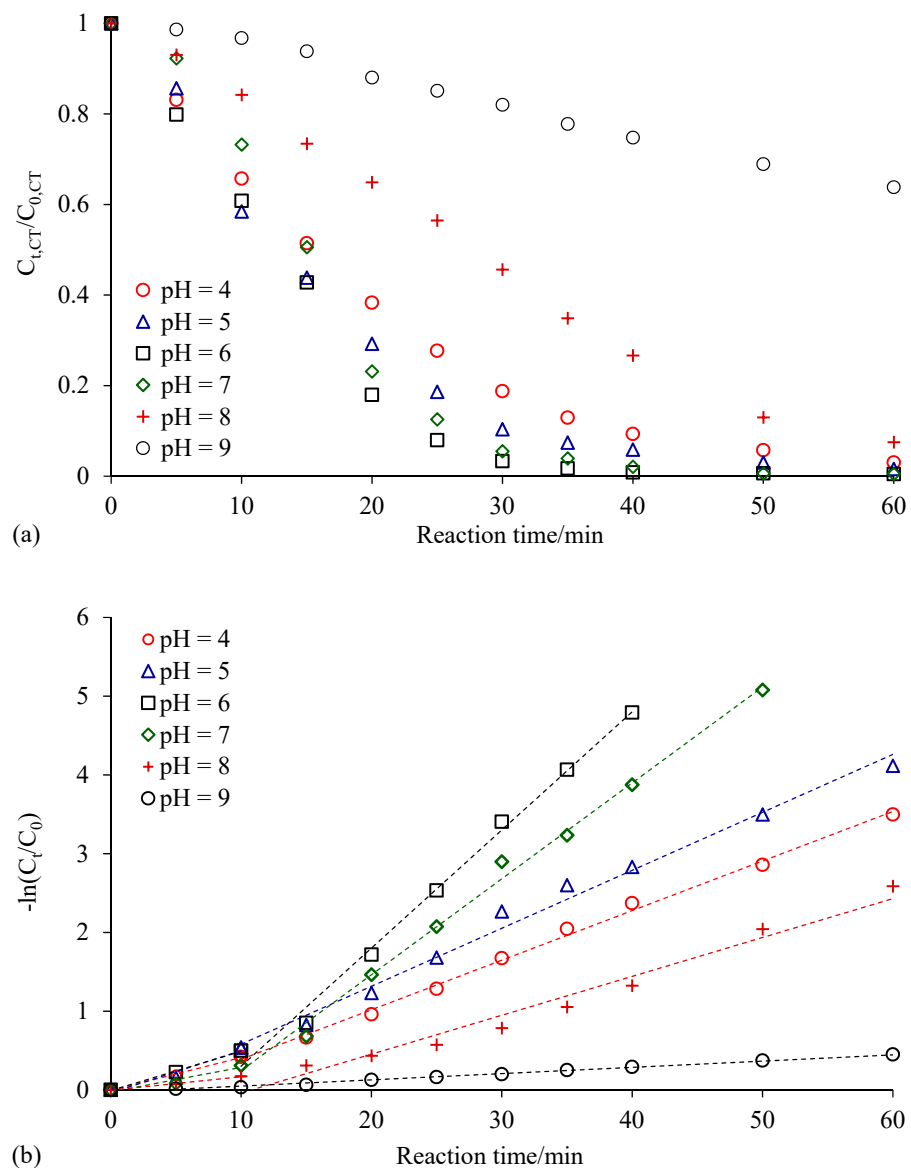 1
0.8
0.6
0.4
0.2
0
C_t,CT/C_0,CT
pH = 4
pH = 5
pH = 6
pH = 7
pH = 8
pH = 9
0 10 20 30 40 50 60
(a) Reaction time/min
6
5
4
3
2
1
0
-ln(C_t/C_0)
pH = 4
pH = 5
pH = 6
pH = 7
pH = 8
pH = 9
0 10 20 30 40 50 60
(b) Reaction time/min